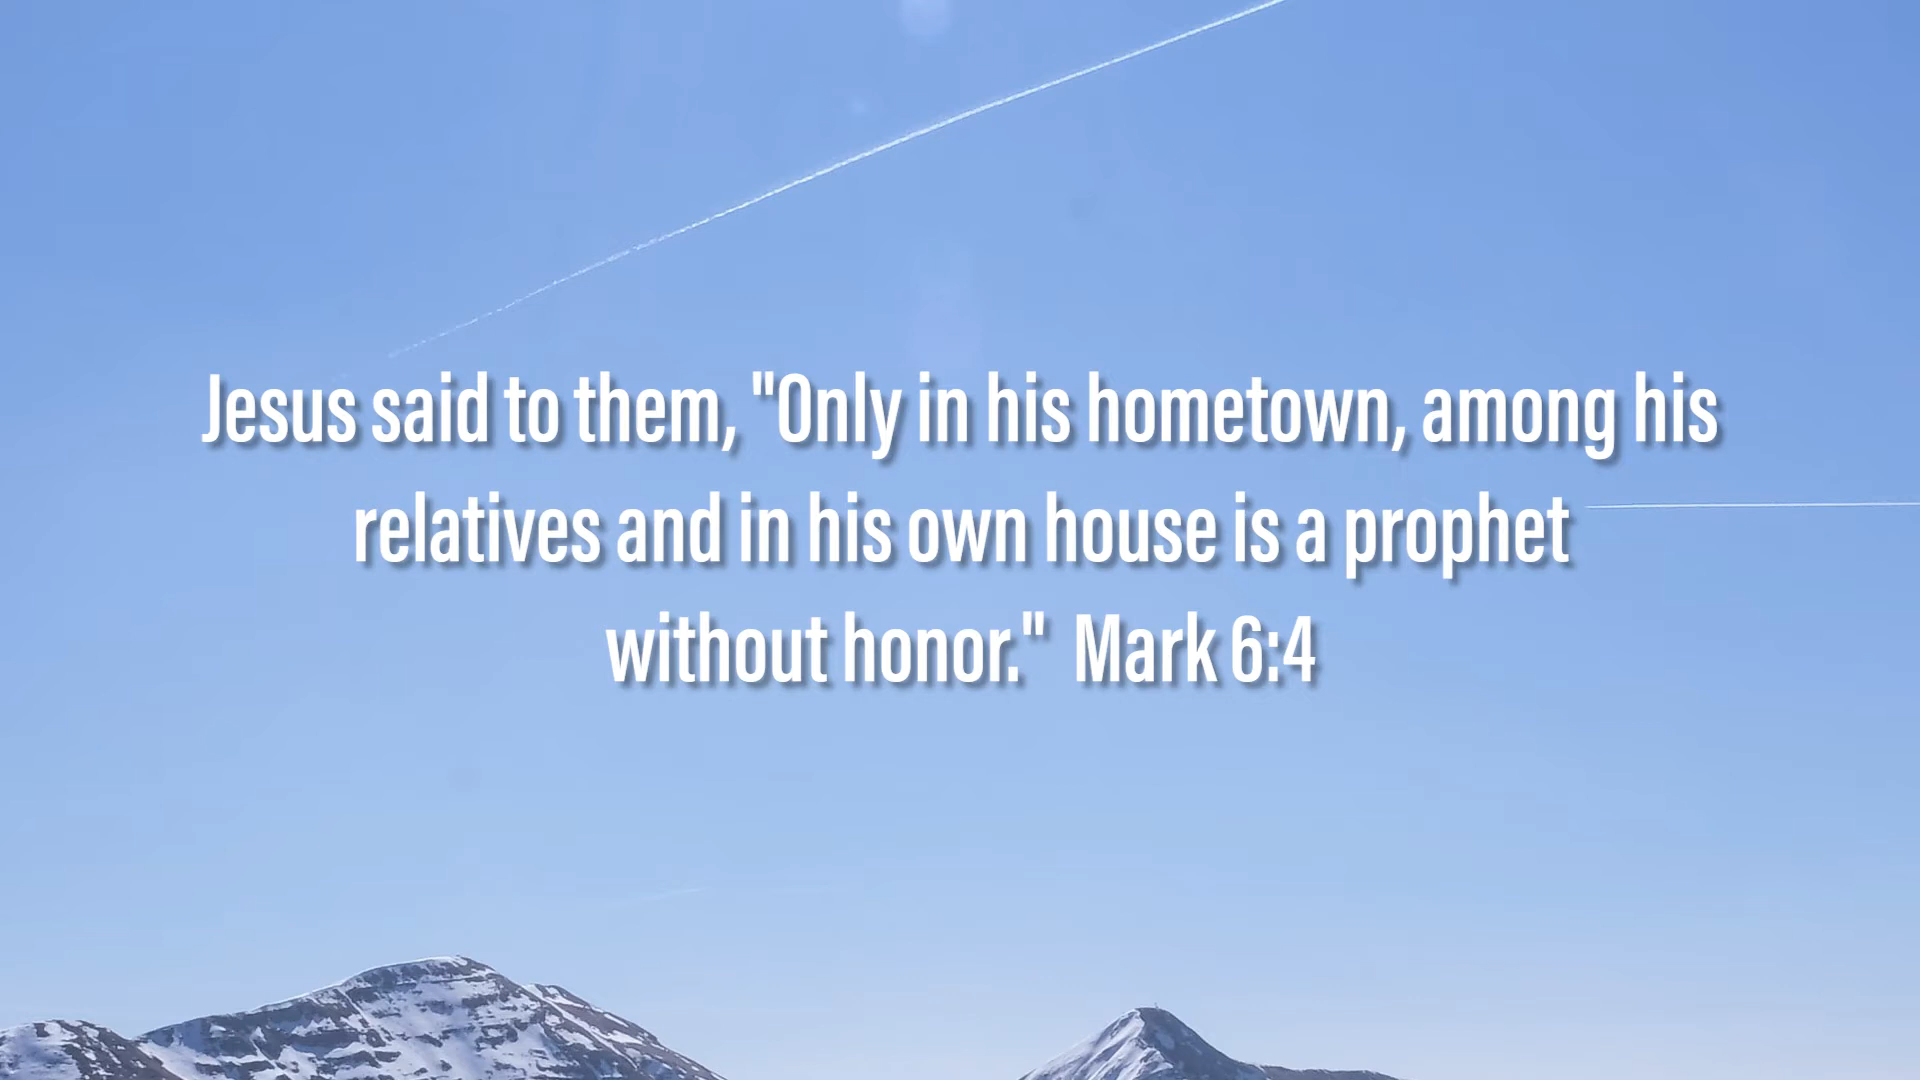 Jesus said to them, "Only in his hometown, among his
relatives and in his own house is a prophet
without honor."  Mark 6:4